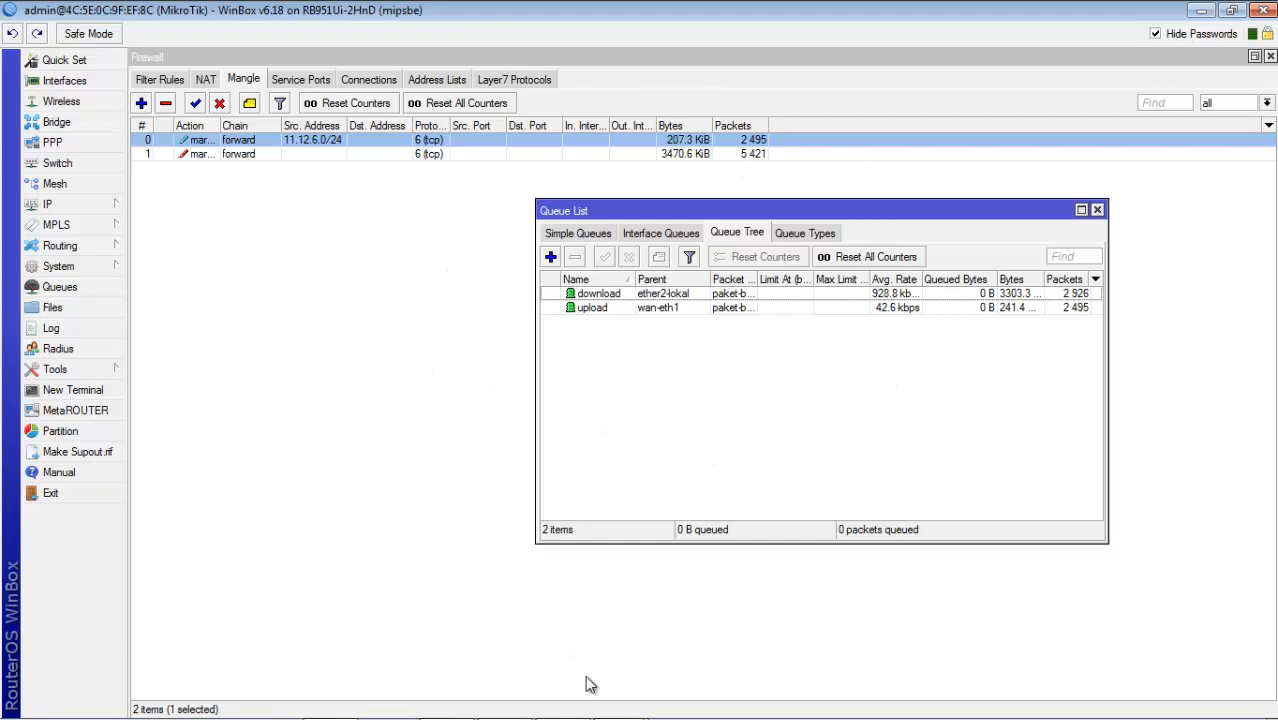 admin@4C:5E:0C:9F:EF:8C (MikroTik) - WinBox v6.18 on RB951Ui-2HnD (mipsbe)
Safe Mode
Hide Passwords
Quick Set
Interfaces
Wireless
Bridge
PPP
Switch
Mesh
IP
MPLS
Routing
System
Queues
Files
Log
Radius
Tools
New Terminal
MetaROUTER
Partition
Make Supout.rif
Manual
Exit
RouterOS WinBox
Firewall
Filter Rules NAT Mangle Service Ports Connections Address Lists Layer7 Protocols
00 Reset Counters 00 Reset All Counters Find all
# Action Chain Src. Address Dst. Address Proto... Src. Port Dst. Port In. Inter... Out. Int... Bytes Packets
0 mar... forward 11.12.6.0/24 6 (tcp) 207.3 KiB 2 495
1 mar... forward 6 (tcp) 3470.6 KiB 5 421
Queue List
Simple Queues Interface Queues Queue Tree Queue Types
Reset Counters 00 Reset All Counters Find
Name Parent Packet ... Limit At (b... Max Limit ... Avg. Rate Queued Bytes Bytes Packets
download ether2-lokal paket-b... 928.8 kb... 0 B 3303.3 ... 2 926
upload wan-eth1 paket-b... 42.6 kbps 0 B 241.4 ... 2 495
2 items 0 B queued 0 packets queued
2 items (1 selected)